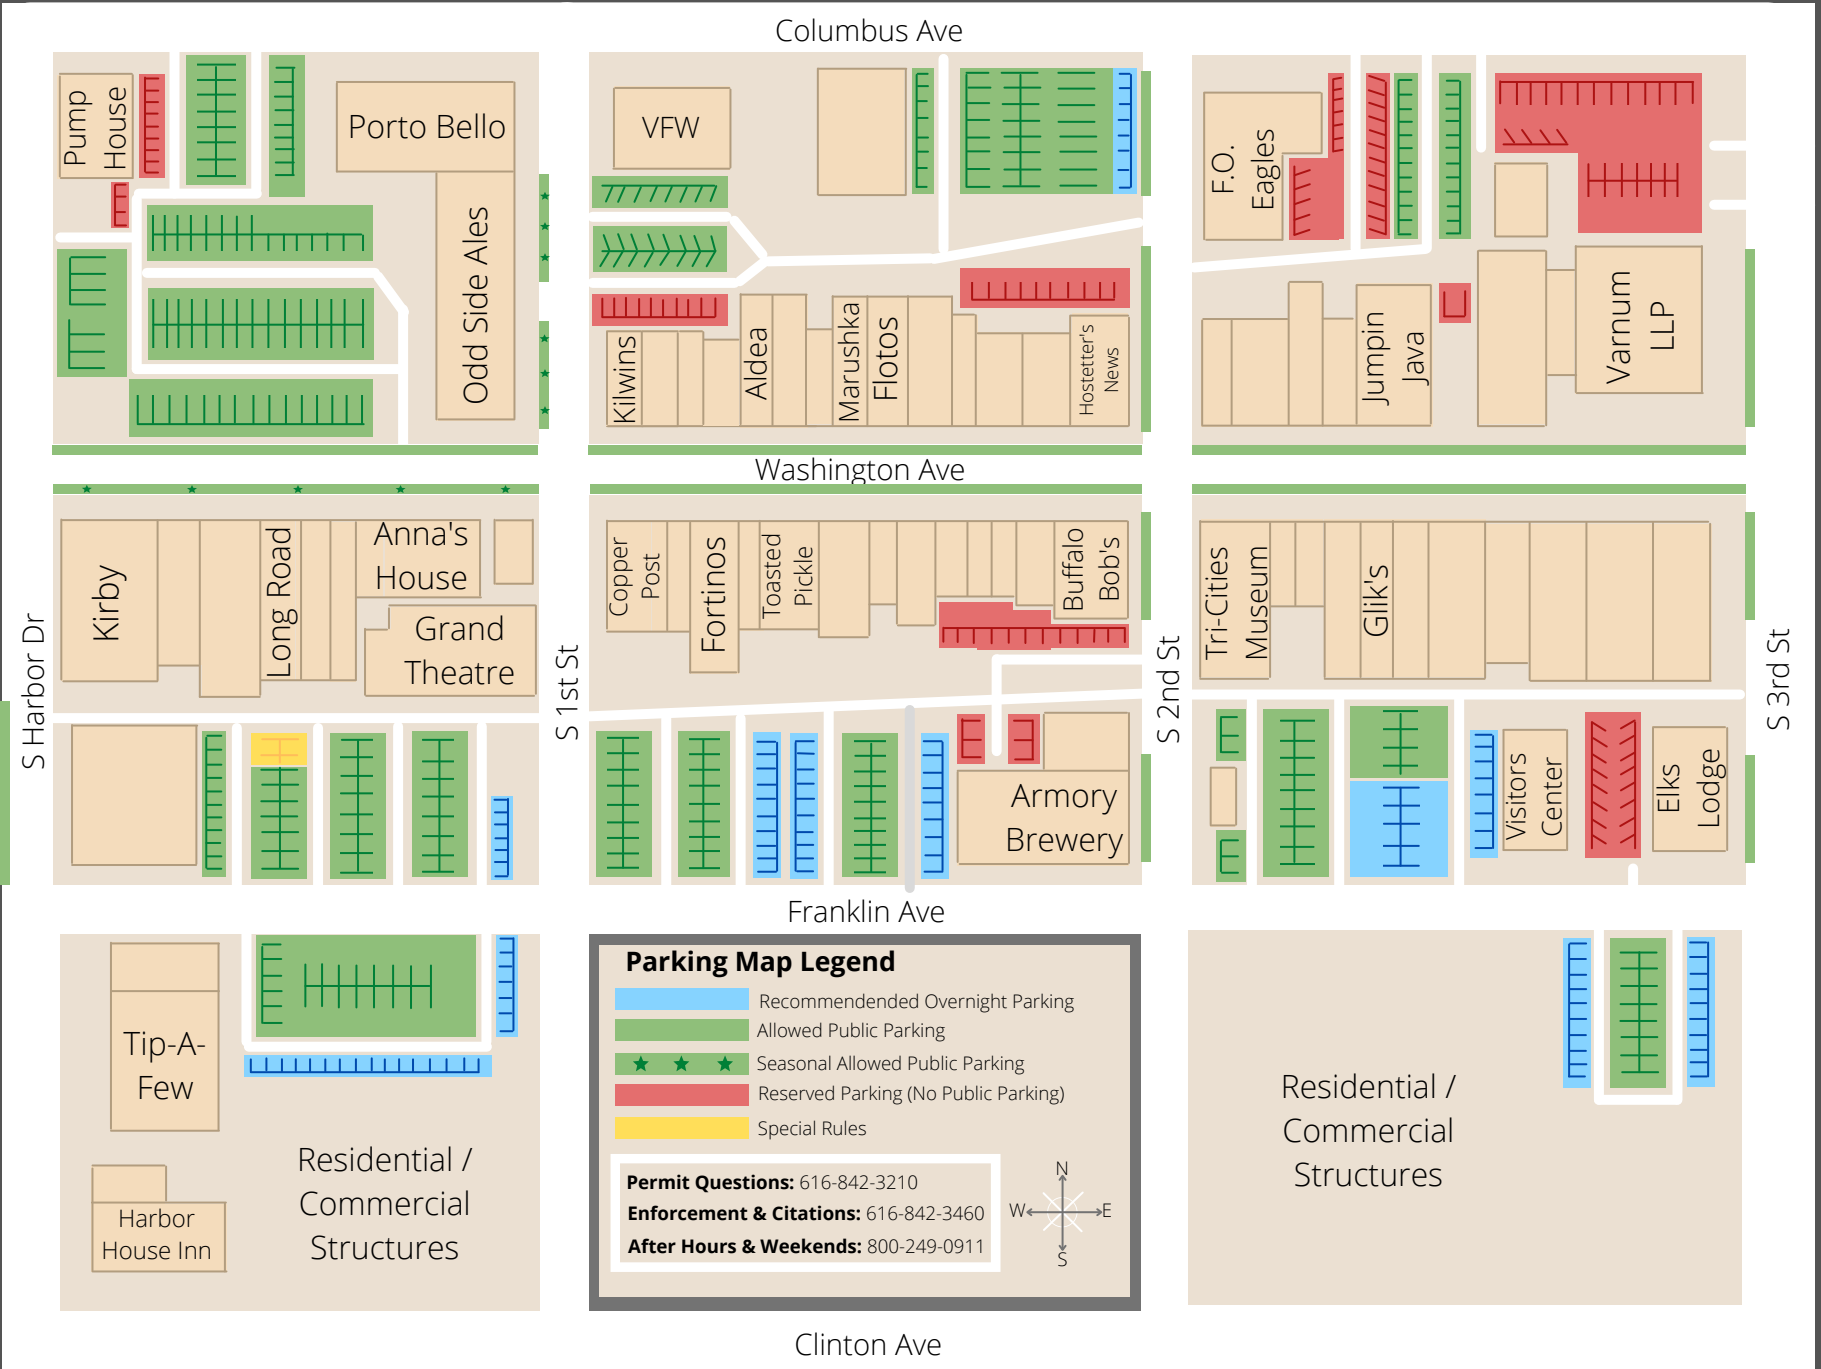 Columbus Ave
Pump
House
Porto Bello
Odd Side Ales
VFW
Kilwins
Aldea
Marushka
Flotos
Hostetter's
News
F.O.
Eagles
Jumpin
Java
Varnum
LLP
Washington Ave
Kirby
Long Road
Anna's
House
Grand
Theatre
Copper
Post
Fortinos
Toasted
Pickle
Buffalo
Bob's
Tri-Cities
Museum
Glik's
S Harbor Dr
S 1st St
S 2nd St
S 3rd St
Armory
Brewery
Visitors
Center
Elks
Lodge
Franklin Ave
Tip-A-
Few
Harbor
House Inn
Residential /
Commercial
Structures
Parking Map Legend
Recommendended Overnight Parking
Allowed Public Parking
Seasonal Allowed Public Parking
Reserved Parking (No Public Parking)
Special Rules
Permit Questions: 616-842-3210
Enforcement & Citations: 616-842-3460
After Hours & Weekends: 800-249-0911
N
W E
S
Residential /
Commercial
Structures
Clinton Ave